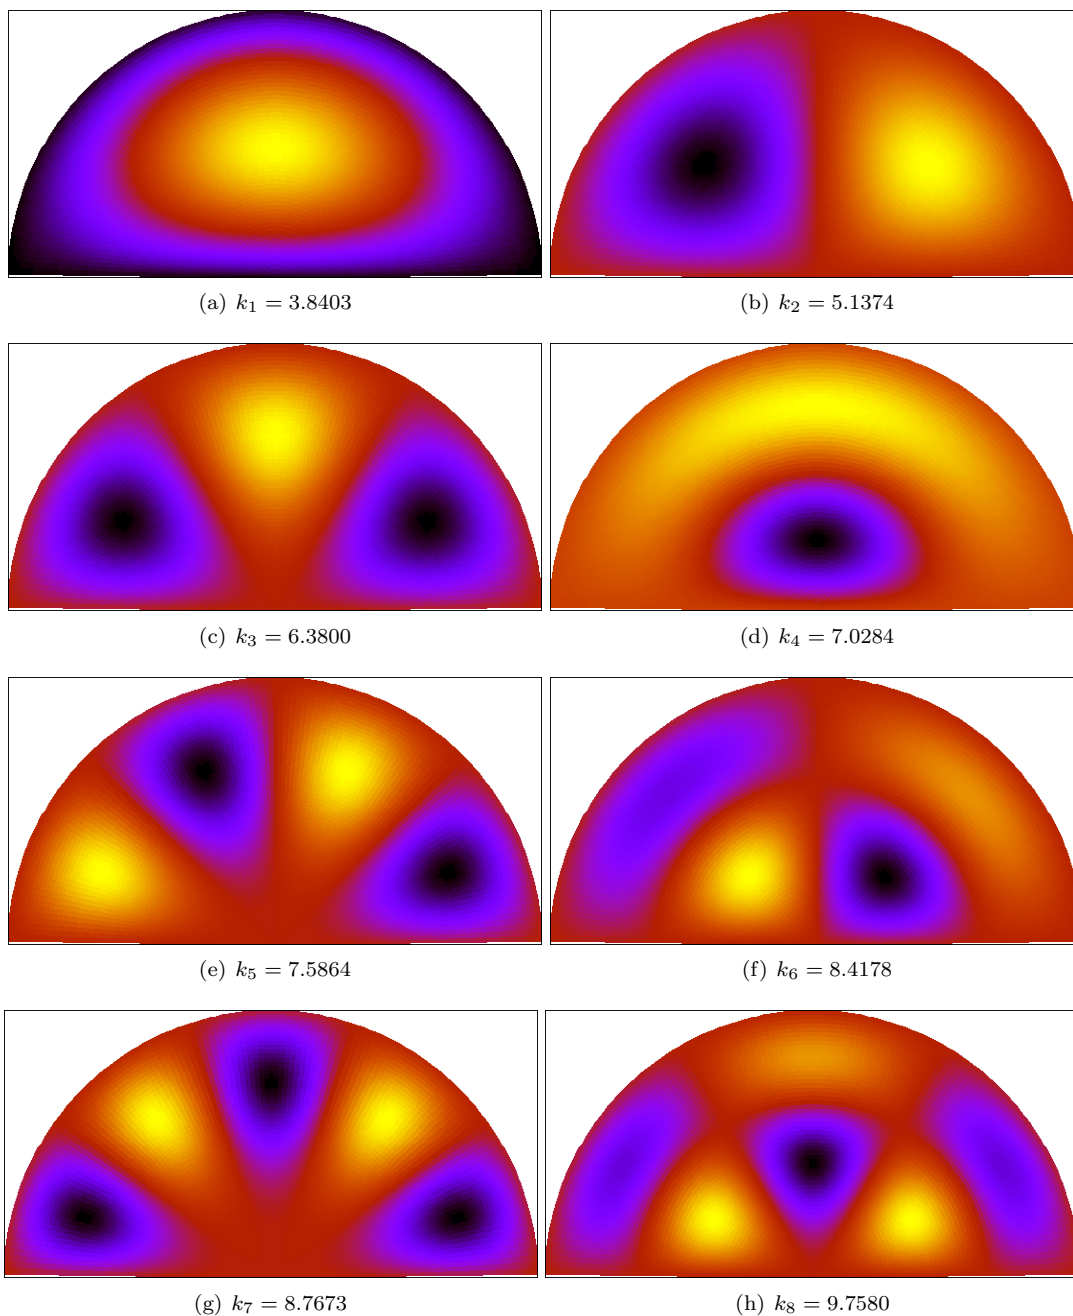 (a) k₁ = 3.8403
(b) k₂ = 5.1374
(c) k₃ = 6.3800
(d) k₄ = 7.0284
(e) k₅ = 7.5864
(f) k₆ = 8.4178
(g) k₇ = 8.7673
(h) k₈ = 9.7580